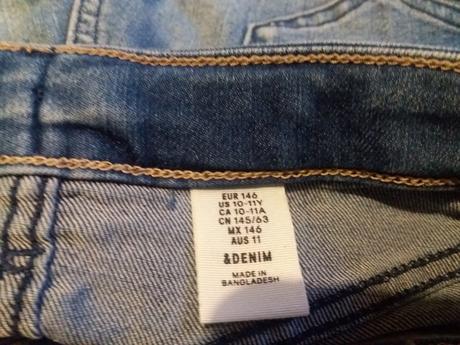 EUR 146
US 10-11Y
CA 10-11A
CN 145/63
MX 146
AUS 11
&DENIM
MADE IN
BANGLADESH